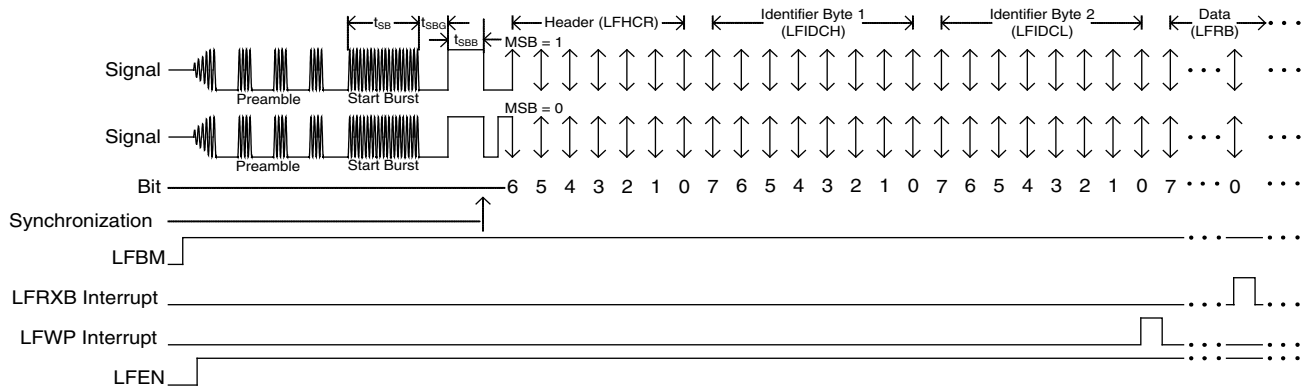 t_SB t_SBG t_SBB
Header (LFHCR)
Identifier Byte 1
(LFIDCH)
Identifier Byte 2
(LFIDCL)
Data
(LFRB)
MSB = 1
Signal
Preamble Start Burst
MSB = 0
Signal
Preamble Start Burst
Bit 6 5 4 3 2 1 0 7 6 5 4 3 2 1 0 7 6 5 4 3 2 1 0 7 0
Synchronization
LFBM
LFRXB Interrupt
LFWP Interrupt
LFEN